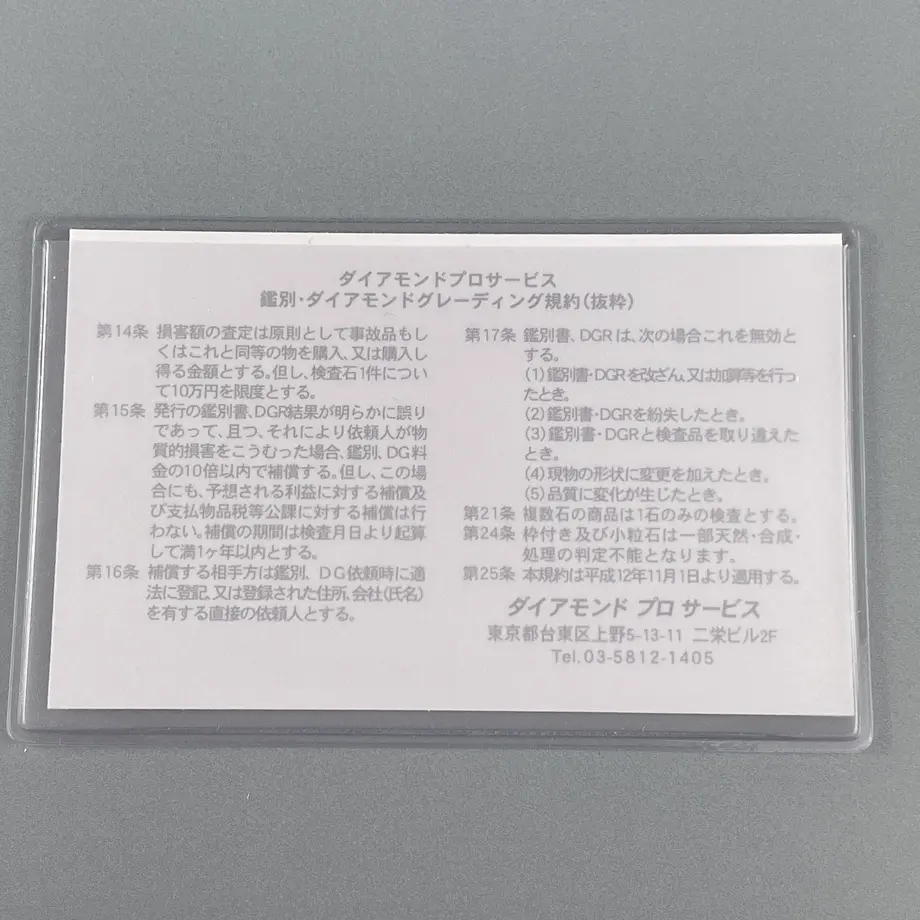 ダイアモンドプロサービス
鑑別・ダイアモンドグレーディング規約(抜粋)
第14条 損害額の査定は原則として事故品もし
くはこれと同等の物を購入、又は購入し
得る金額とする。但し、検査石1件につい
て10万円を限度とする。
第15条 発行の鑑別書、DGR結果が明らかに誤り
であって、且つ、それにより依頼人が物
質的損害をこうむった場合、鑑別、DG料
金の10倍以内で補償する。但し、この場
合にも、予想される利益に対する補償及
び支払物品税等公課に対する補償は行
わない。補償の期間は検査月日より起算
して満1ヶ年以内とする。
第16条 補償する相手方は鑑別、DG依頼時に適
法に登記、又は登録された住所、会社(氏名)
を有する直接の依頼人とする。
第17条 鑑別書、DGRは、次の場合これを無効と
する。
(1)鑑別書・DGRを改ざん、又は加算等を行っ
たとき。
(2)鑑別書・DGRを紛失したとき。
(3)鑑別書・DGRと検査品を取り違えた
とき。
(4)現物の形状に変更を加えたとき。
(5)品質に変化が生じたとき。
第21条 複数石の商品は1石のみの検査とする。
第24条 枠付き及び小粒石は一部天然・合成・
処理の判定不能となります。
第25条 本規約は平成12年11月1日より適用する。
ダイアモンド プロ サービス
東京都台東区上野5-13-11 二栄ビル2F
Tel.03-5812-1405